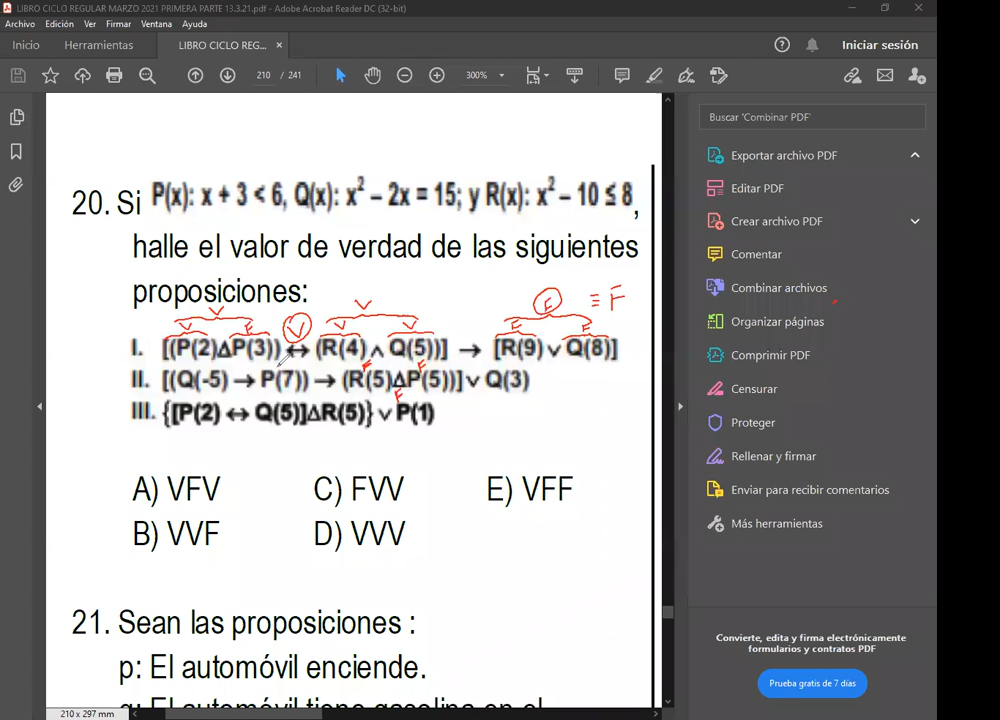 LIBRO CICLO REGULAR MARZO 2021 PRIMERA PARTE 13.3.21.pdf - Adobe Acrobat Reader DC (32-bit)
Archivo Edición Ver Firmar Ventana Ayuda
Inicio Herramientas LIBRO CICLO REG... × Iniciar sesión
210 / 241 300%
20. Si P(x): x + 3 < 6, Q(x): x² – 2x = 15; y R(x): x² – 10 ≤ 8,
halle el valor de verdad de las siguientes
proposiciones:
V V F ≡ F
V F V V V F F
I. [(P(2)ΔP(3)) ↔ (R(4) ∧ Q(5))] → [R(9) ∨ Q(8)]
F F
II. [(Q(-5) → P(7)) → (R(5)ΔP(5))] ∨ Q(3)
F
III. {[P(2) ↔ Q(5)]ΔR(5)} ∨ P(1)
A) VFV C) FVV E) VFF
B) VVF D) VVV
21. Sean las proposiciones :
p: El automóvil enciende.
q: El automóvil tiene gasolina en el
210 x 297 mm
Buscar 'Combinar PDF'
Exportar archivo PDF
Editar PDF
Crear archivo PDF
Comentar
Combinar archivos
Organizar páginas
Comprimir PDF
Censurar
Proteger
Rellenar y firmar
Enviar para recibir comentarios
Más herramientas
Convierte, edita y firma electrónicamente
formularios y contratos PDF
Prueba gratis de 7 días